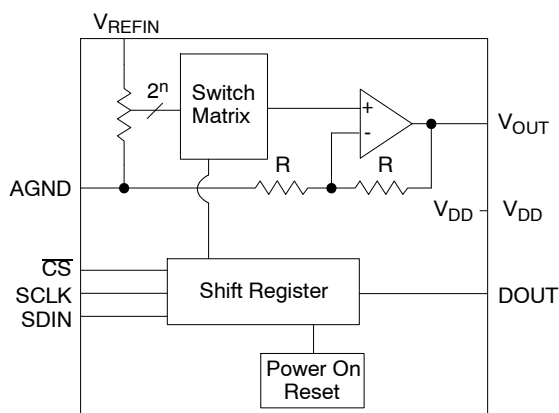 VREFIN
2ⁿ
Switch
Matrix
+
-
VOUT
R
R
AGND
VDD
VDD
CS
SCLK
SDIN
Shift Register
DOUT
Power On
Reset